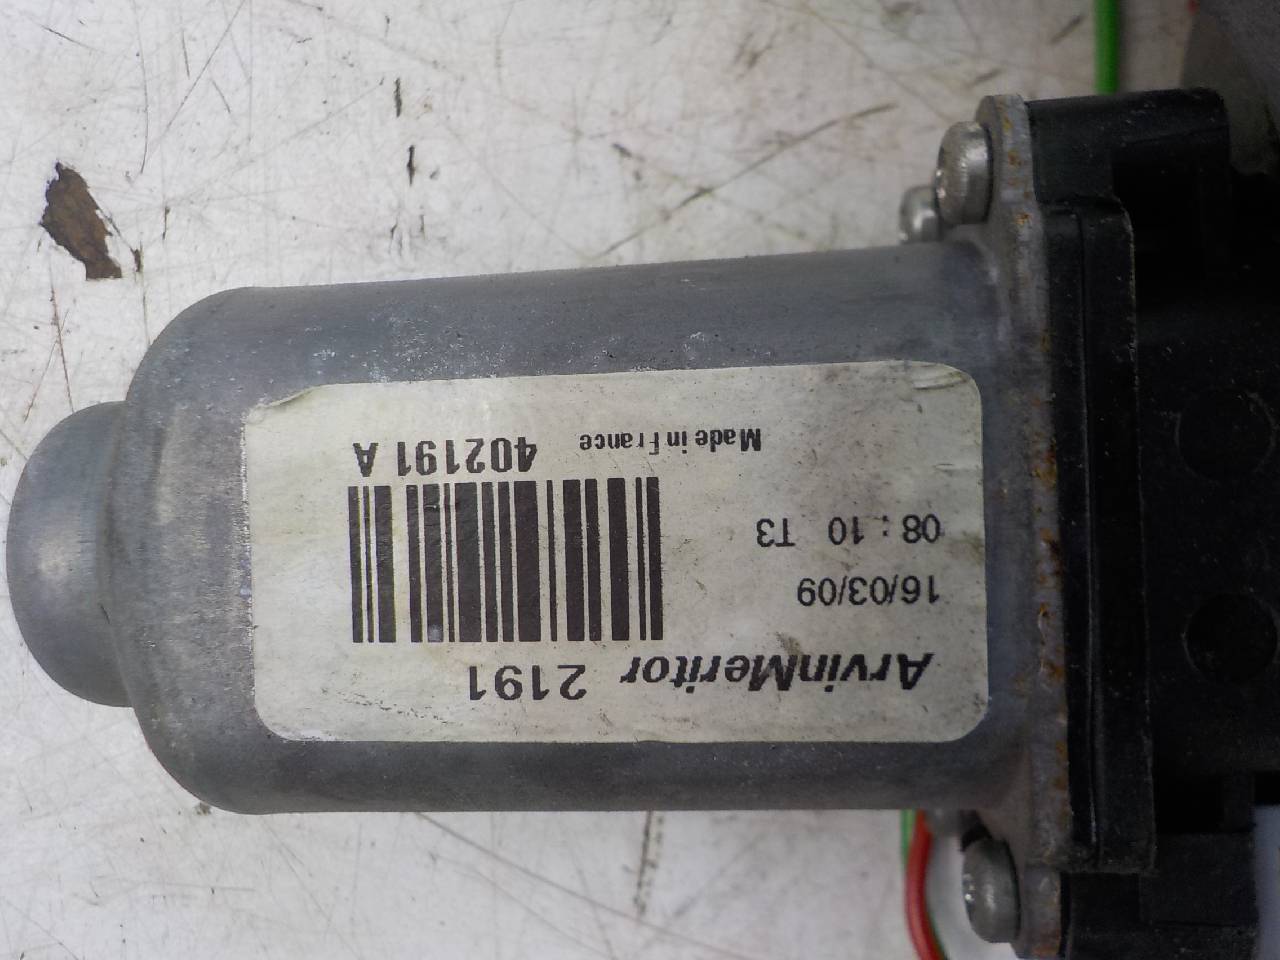 ArvinMeritor 2191
16/03/09
08 : 10 T3
Made in France 402191 A